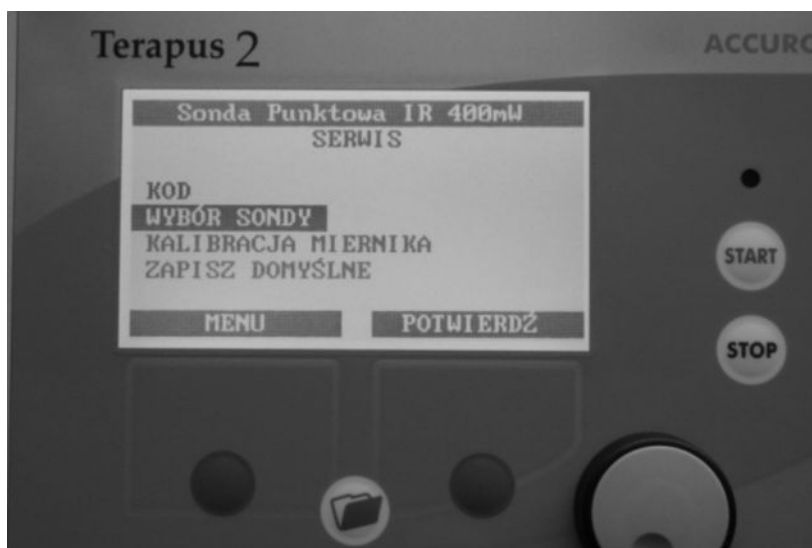 Terapus 2
ACCURO
Sonda Punktowa IR 400mW
SERWIS
KOD
WYBÓR SONDY
KALIBRACJA MIERNIKA
ZAPISZ DOMYŚLNE
MENU
POTWIERDŹ
START
STOP